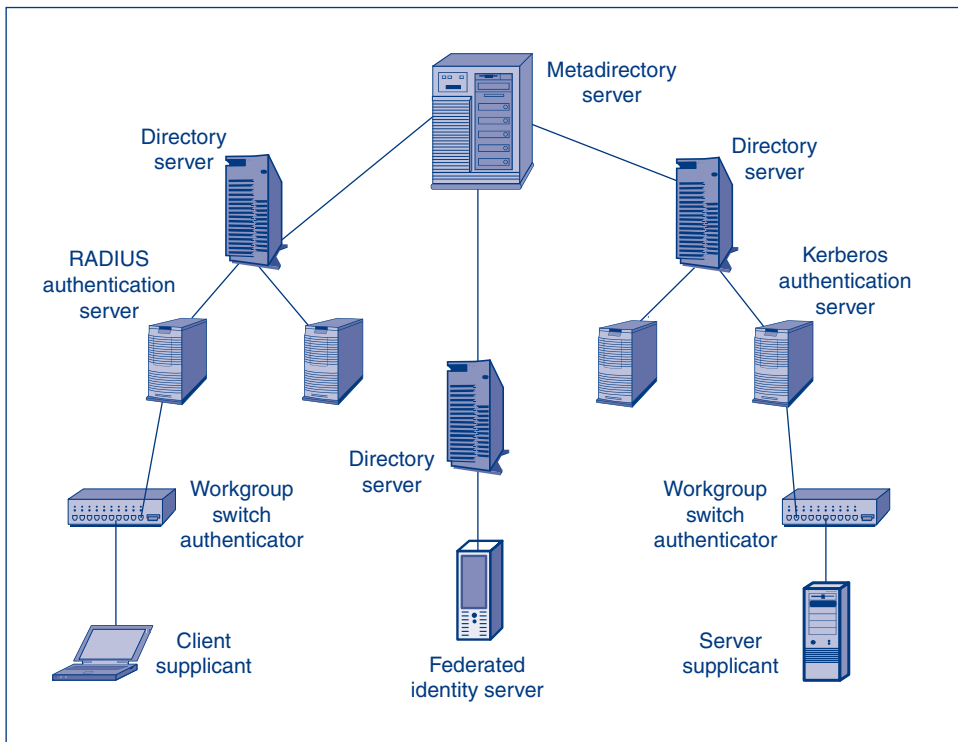 Metadirectory
server
Directory
server
Directory
server
RADIUS
authentication
server
Kerberos
authentication
server
Directory
server
Workgroup
switch
authenticator
Workgroup
switch
authenticator
Client
supplicant
Federated
identity server
Server
supplicant